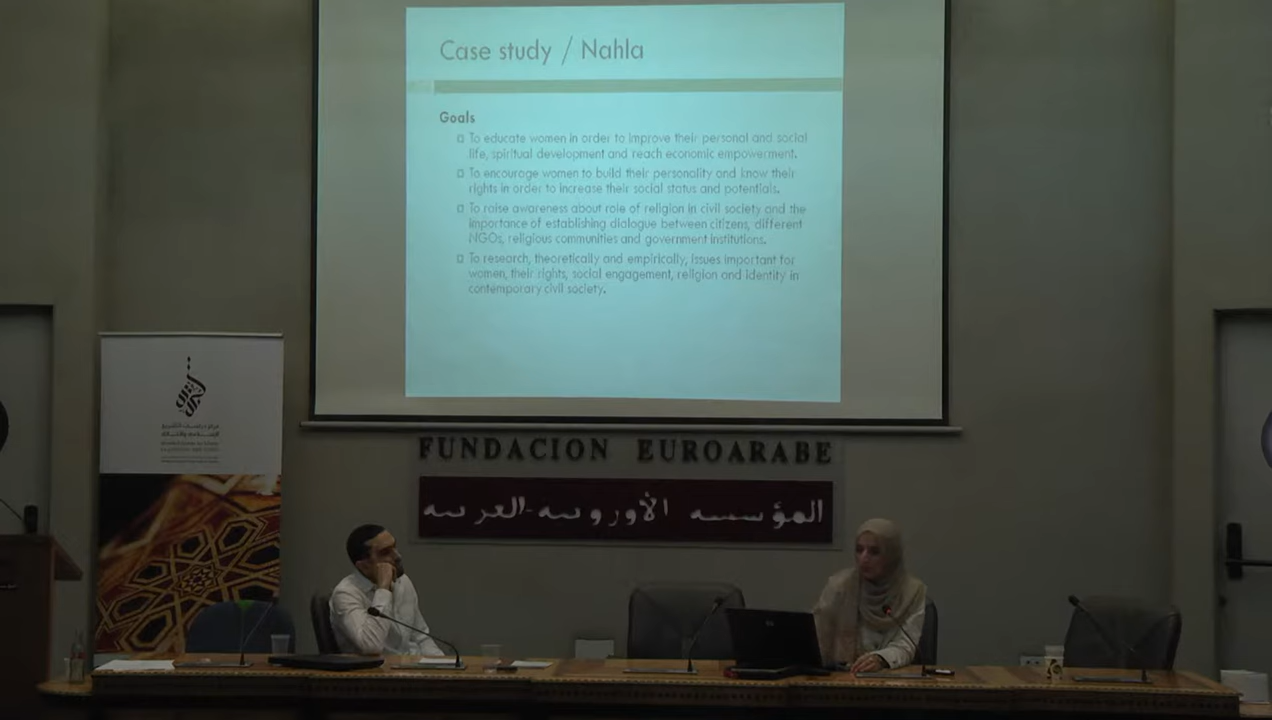 Case study / Nahla
Goals
To educate women in order to improve their personal and social
life, spiritual development and reach economic empowerment.
To encourage women to build their personality and know their
rights in order to increase their social status and potentials.
To raise awareness about role of religion in civil society and the
importance of establishing dialogue between citizens, different
NGOs, religious communities and government institutions.
To research, theoretically and empirically, issues important for
women, their rights, social engagement, religion and identity in
contemporary civil society.
FUNDACION EUROARABE
المؤسسة الأوروبية-العربية